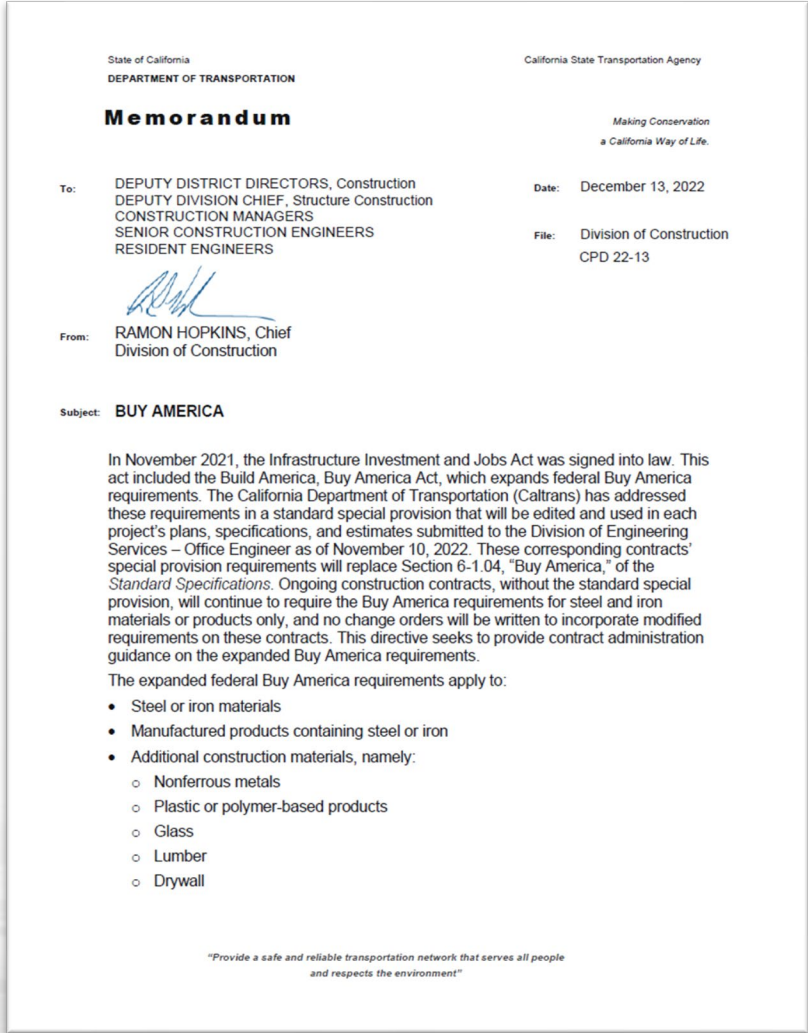 State of California
California State Transportation Agency
DEPARTMENT OF TRANSPORTATION
Memorandum
Making Conservation
a California Way of Life.
To: DEPUTY DISTRICT DIRECTORS, Construction
DEPUTY DIVISION CHIEF, Structure Construction
CONSTRUCTION MANAGERS
SENIOR CONSTRUCTION ENGINEERS
RESIDENT ENGINEERS
Date: December 13, 2022
File: Division of Construction
CPD 22-13
From: RAMON HOPKINS, Chief
Division of Construction
Subject: BUY AMERICA
In November 2021, the Infrastructure Investment and Jobs Act was signed into law. This
act included the Build America, Buy America Act, which expands federal Buy America
requirements. The California Department of Transportation (Caltrans) has addressed
these requirements in a standard special provision that will be edited and used in each
project's plans, specifications, and estimates submitted to the Division of Engineering
Services – Office Engineer as of November 10, 2022. These corresponding contracts'
special provision requirements will replace Section 6-1.04, "Buy America," of the
Standard Specifications. Ongoing construction contracts, without the standard special
provision, will continue to require the Buy America requirements for steel and iron
materials or products only, and no change orders will be written to incorporate modified
requirements on these contracts. This directive seeks to provide contract administration
guidance on the expanded Buy America requirements.
The expanded federal Buy America requirements apply to:
• Steel or iron materials
• Manufactured products containing steel or iron
• Additional construction materials, namely:
o Nonferrous metals
o Plastic or polymer-based products
o Glass
o Lumber
o Drywall
"Provide a safe and reliable transportation network that serves all people
and respects the environment"